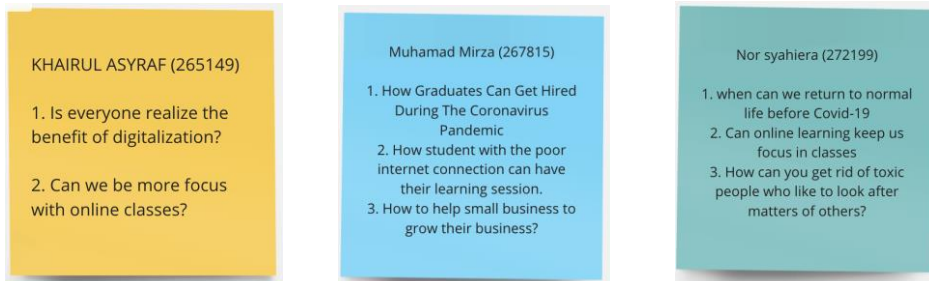 KHAIRUL ASYRAF (265149)
1. Is everyone realize the
benefit of digitalization?
2. Can we be more focus
with online classes?
Muhamad Mirza (267815)
1. How Graduates Can Get Hired
During The Coronavirus
Pandemic
2. How student with the poor
internet connection can have
their learning session.
3. How to help small business to
grow their business?
Nor syahiera (272199)
1. when can we return to normal
life before Covid-19
2. Can online learning keep us
focus in classes
3. How can you get rid of toxic
people who like to look after
matters of others?